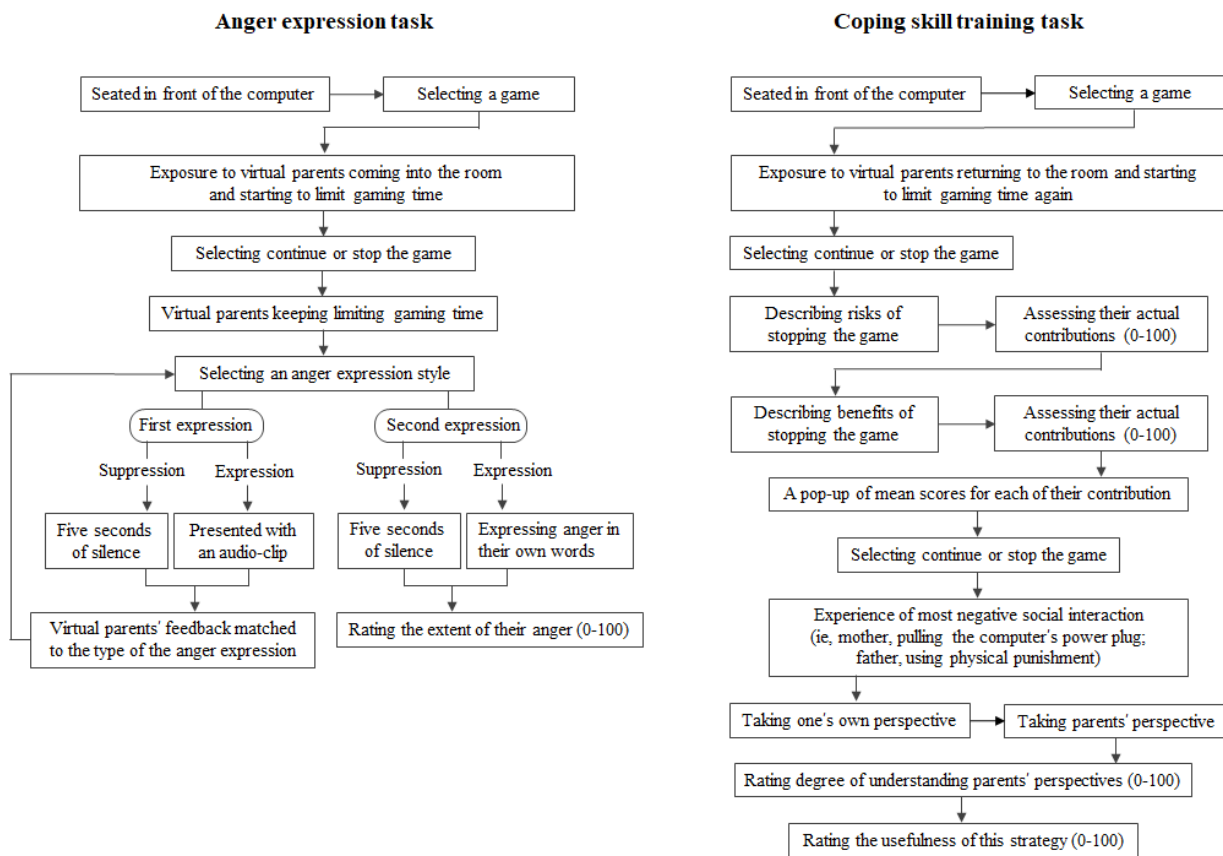 Anger expression task
Seated in front of the computer
Selecting a game
Exposure to virtual parents coming into the room
and starting to limit gaming time
Selecting continue or stop the game
Virtual parents keeping limiting gaming time
Selecting an anger expression style
First expression
Second expression
Suppression
Expression
Suppression
Expression
Five seconds
of silence
Presented with
an audio-clip
Five seconds
of silence
Expressing anger in
their own words
Virtual parents' feedback matched
to the type of the anger expression
Rating the extent of their anger (0-100)
Coping skill training task
Seated in front of the computer
Selecting a game
Exposure to virtual parents returning to the room and starting
to limit gaming time again
Selecting continue or stop the game
Describing risks of
stopping the game
Assessing their actual
contributions (0-100)
Describing benefits of
stopping the game
Assessing their actual
contributions (0-100)
A pop-up of mean scores for each of their contribution
Selecting continue or stop the game
Experience of most negative social interaction
(ie, mother, pulling the computer's power plug;
father, using physical punishment)
Taking one's own perspective
Taking parents' perspective
Rating degree of understanding parents' perspectives (0-100)
Rating the usefulness of this strategy (0-100)